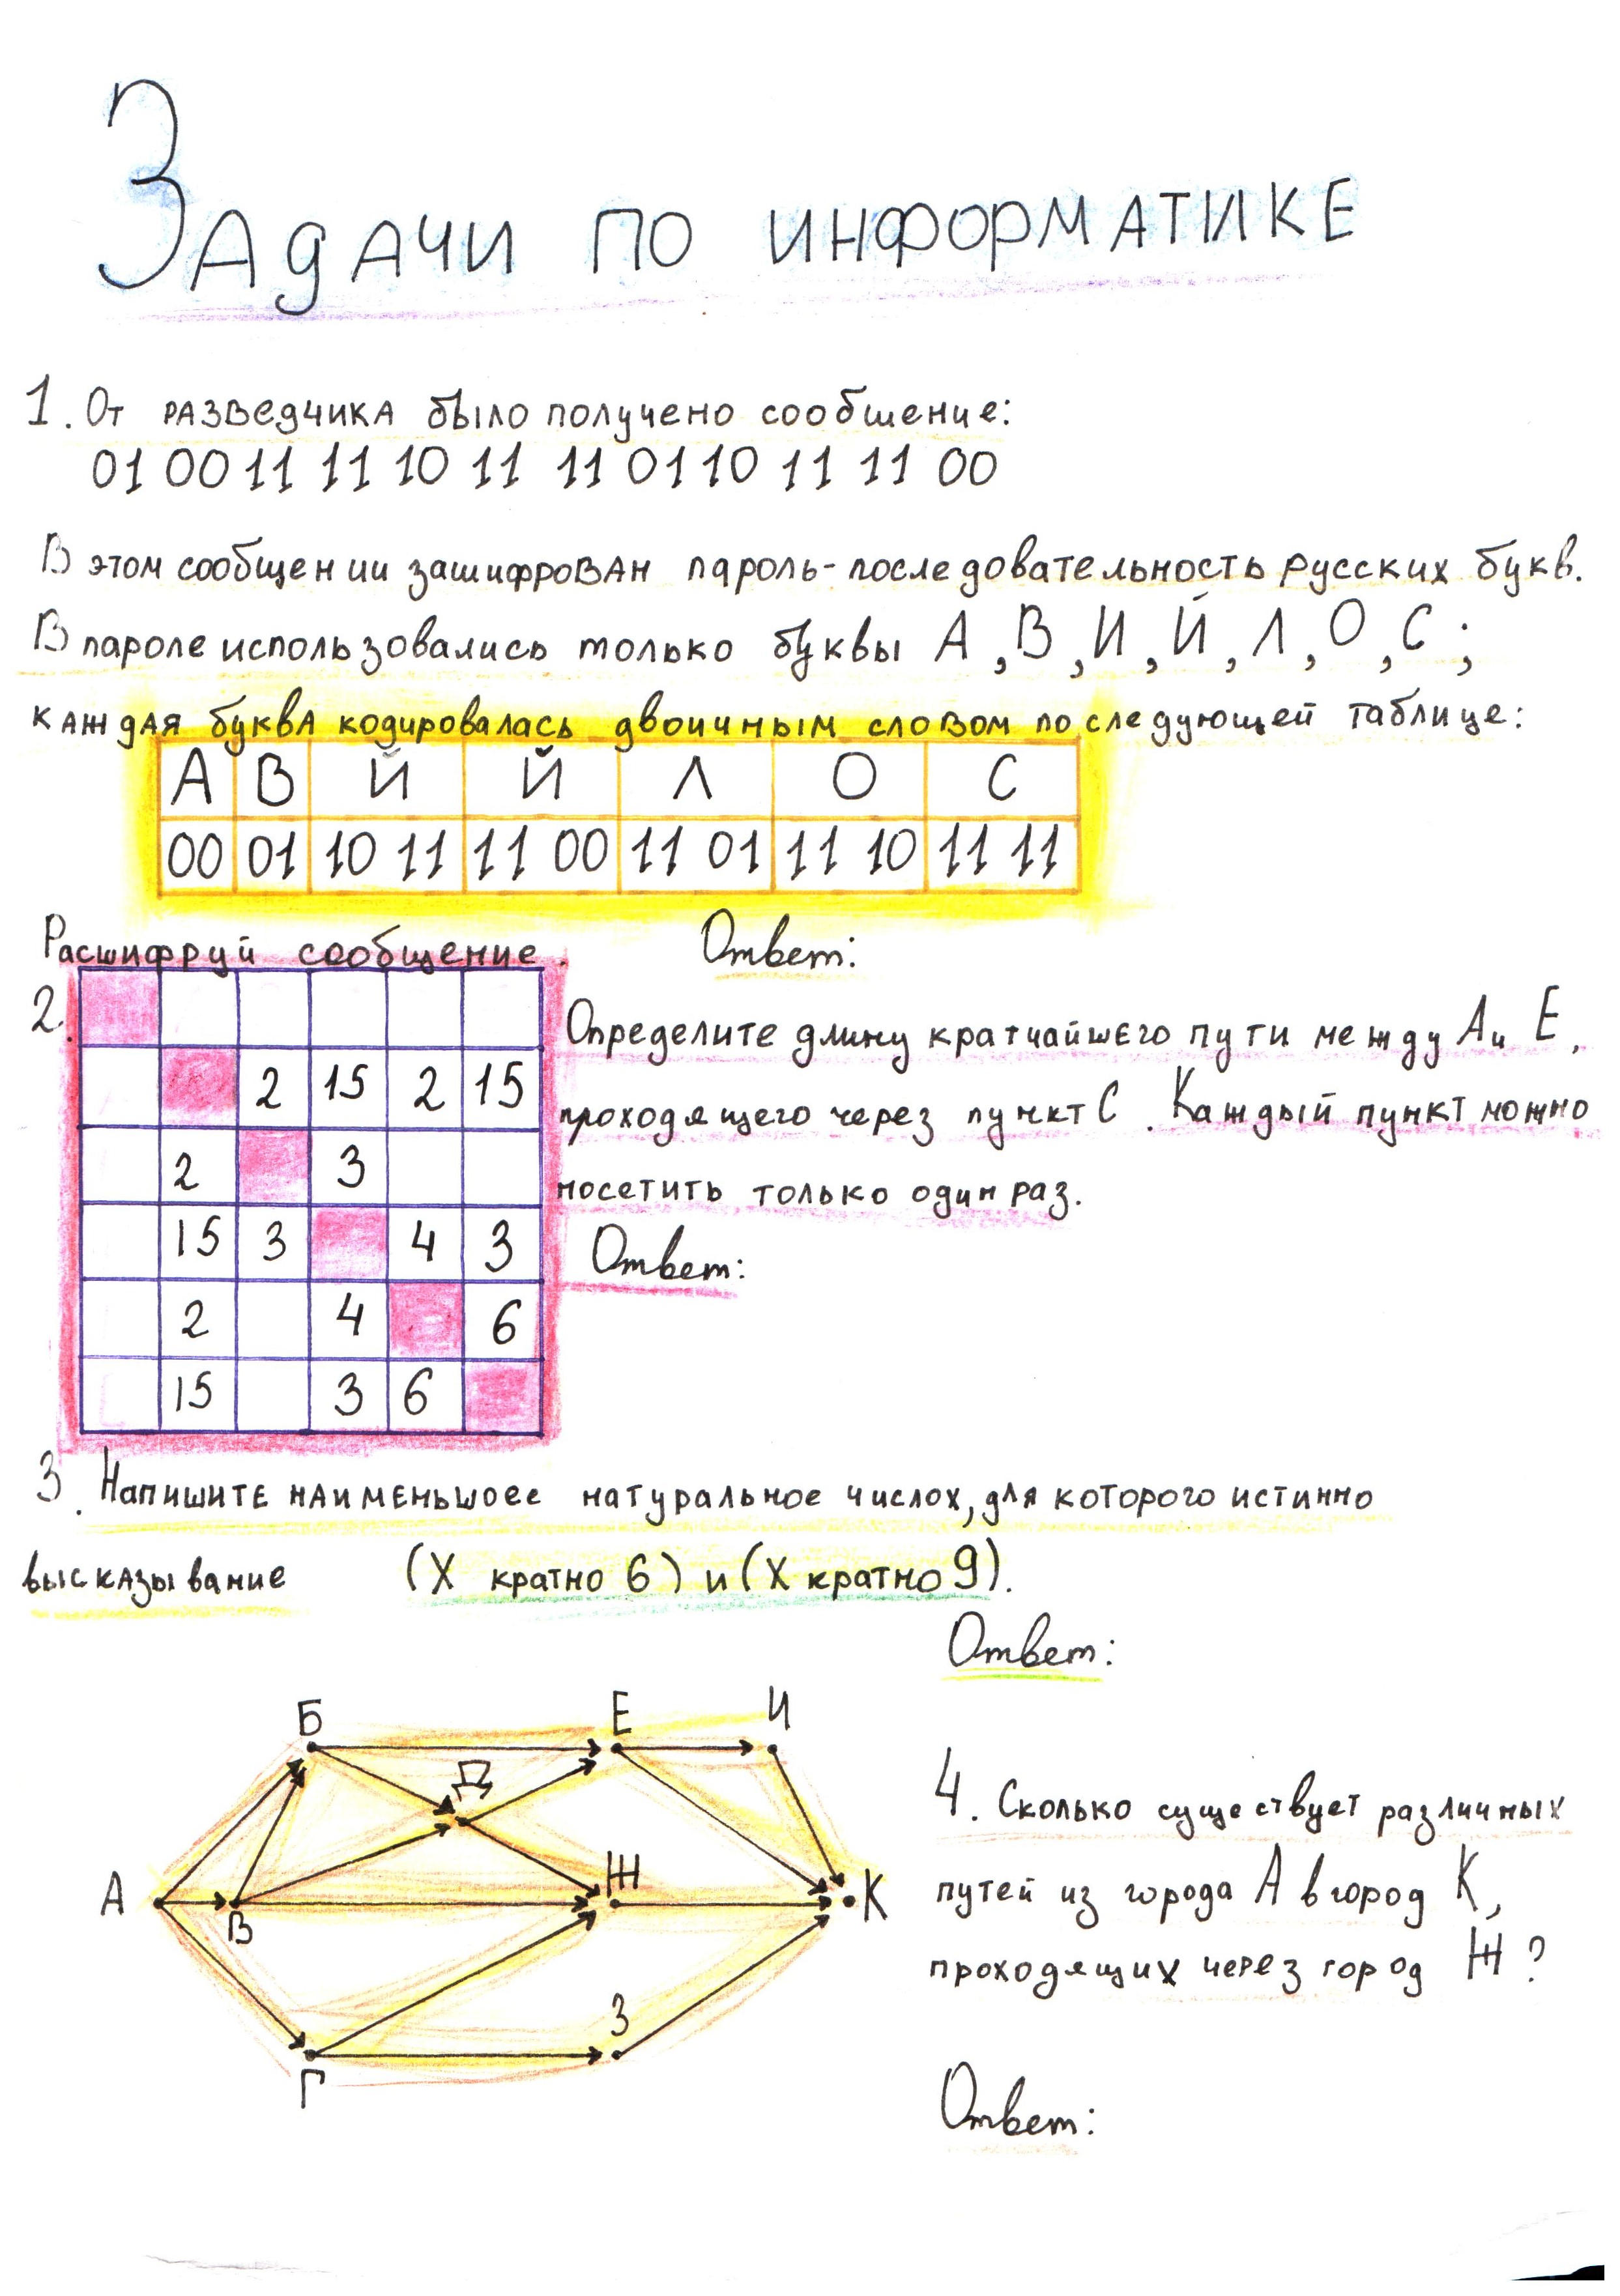 Задачи по информатике
1. От разведчика было получено сообшение:
01 00 11 11 10 11 11 01 10 11 11 00
В этом сообщении зашифрован пароль-последовательность русских букв.
В пароле использовались только буквы А, В, И, Й, Л, О, С;
каждая буква кодировалась двоичным словом по следующей таблице:
А В Й Й Л О С
00 01 10 11 11 00 11 01 11 10 11 11
Расшифруй сообщение. Ответ:
2.
2 15 2 15
2 3
15 3 4 3
2 4 6
15 3 6
Определите длину кратчайшего пути между А и Е,
проходящего через пункт С. Каждый пункт можно
посетить только один раз.
Ответ:
3. Напишите наименьшоее натуральное число х, для которого истинно
высказывание (Х кратно 6) и (Х кратно 9).
Ответ:
Б Е И
Д
А В Ж К
Г З
4. Сколько существует различных
путей из города А в город К,
проходящих через город Ж?
Ответ: